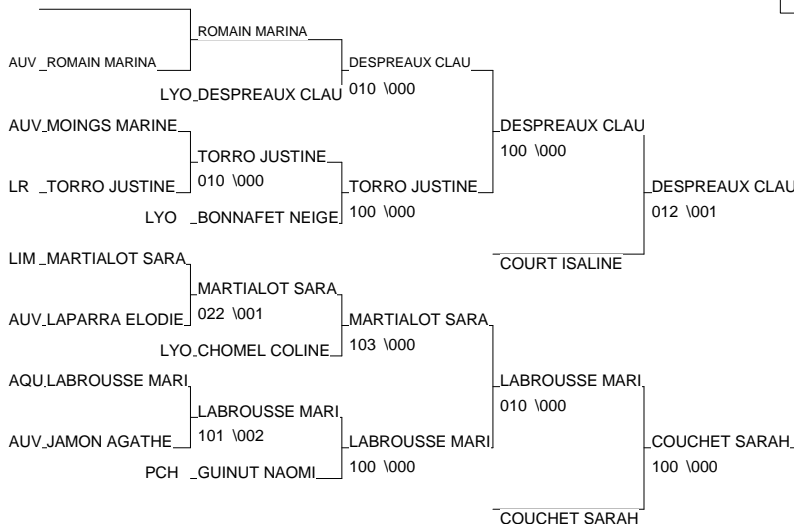 ROMAIN MARINA
AUV ROMAIN MARINA
DESPREAUX CLAU
LYO DESPREAUX CLAU 010 \000
AUV MOINGS MARINE
DESPREAUX CLAU
100 \000
TORRO JUSTINE
010 \000
LR TORRO JUSTINE
TORRO JUSTINE
DESPREAUX CLAU
012 \001
LYO BONNAFET NEIGE 100 \000
LIM MARTIALOT SARA
COURT ISALINE
MARTIALOT SARA
022 \001
AUV LAPARRA ELODIE
MARTIALOT SARA
LYO CHOMEL COLINE 103 \000
AQU LABROUSSE MARI
LABROUSSE MARI
010 \000
LABROUSSE MARI
101 \002
AUV JAMON AGATHE
LABROUSSE MARI
COUCHET SARAH
PCH GUINUT NAOMI 100 \000
100 \000
COUCHET SARAH